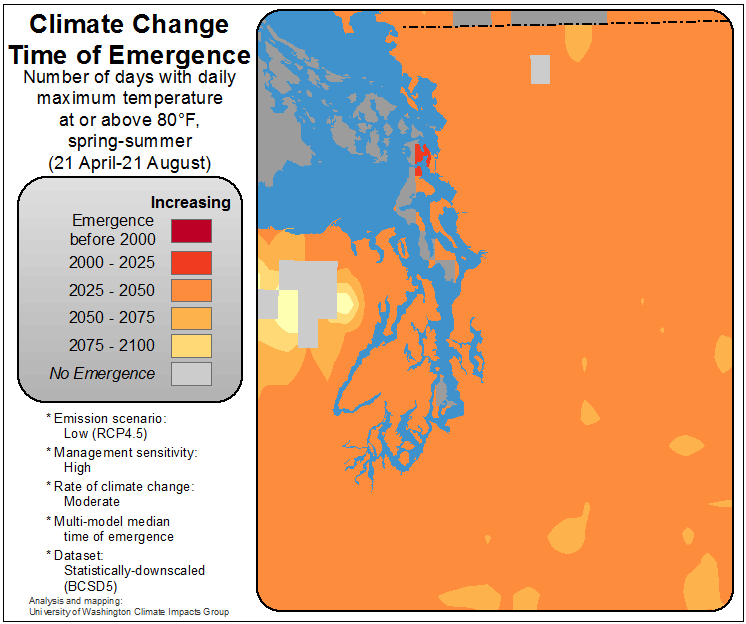 Climate Change
Time of Emergence
Number of days with daily
maximum temperature
at or above 80°F,
spring-summer
(21 April-21 August)
Increasing
Emergence
before 2000
2000 - 2025
2025 - 2050
2050 - 2075
2075 - 2100
No Emergence
* Emission scenario:
Low (RCP4.5)
* Management sensitivity:
High
* Rate of climate change:
Moderate
* Multi-model median
time of emergence
* Dataset:
Statistically-downscaled
(BCSD5)
Analysis and mapping:
University of Washington Climate Impacts Group